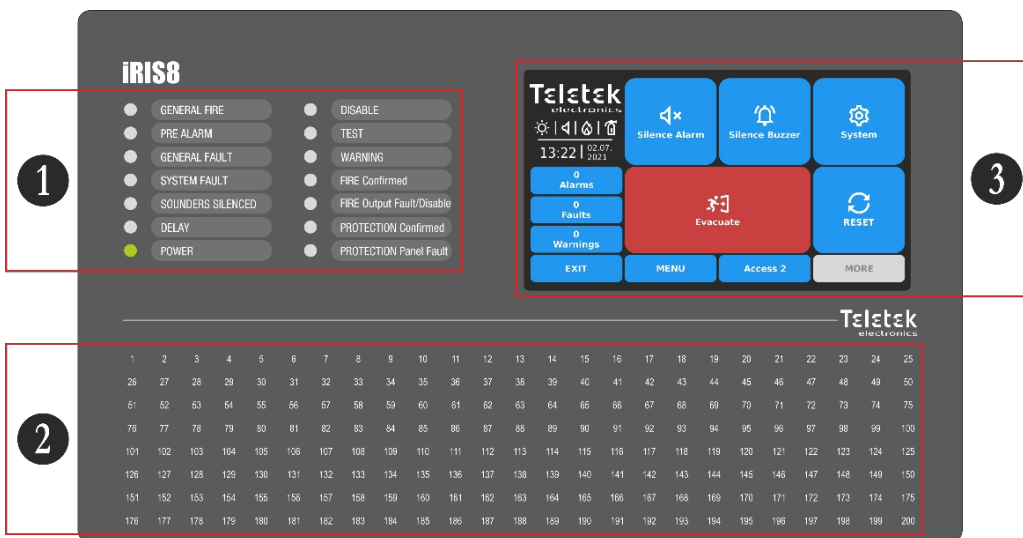 iRIS8
1
GENERAL FIRE
PRE ALARM
GENERAL FAULT
SYSTEM FAULT
SOUNDERS SILENCED
DELAY
POWER
DISABLE
TEST
WARNING
FIRE Confirmed
FIRE Output Fault/Disable
PROTECTION Confirmed
PROTECTION Panel Fault
3
Teletek
electronics
13:22 02.07.
2021
0
Alarms
0
Faults
0
Warnings
Silence Alarm
Silence Buzzer
System
Evacuate
RESET
EXIT MENU Access 2 MORE
Teletek
electronics
2
1 2 3 4 5 6 7 8 9 10 11 12 13 14 15 16 17 18 19 20 21 22 23 24 25
26 27 28 29 30 31 32 33 34 35 36 37 38 39 40 41 42 43 44 45 46 47 48 49 50
51 52 53 54 55 56 57 58 59 60 61 62 63 64 65 66 67 68 69 70 71 72 73 74 75
76 77 78 79 80 81 82 83 84 85 86 87 88 89 90 91 92 93 94 95 96 97 98 99 100
101 102 103 104 105 106 107 108 109 110 111 112 113 114 115 116 117 118 119 120 121 122 123 124 125
126 127 128 129 130 131 132 133 134 135 136 137 138 139 140 141 142 143 144 145 146 147 148 149 150
151 152 153 154 155 156 157 158 159 160 161 162 163 164 165 166 167 168 169 170 171 172 173 174 175
176 177 178 179 180 181 182 183 184 185 186 187 188 189 190 191 192 193 194 195 196 197 198 199 200